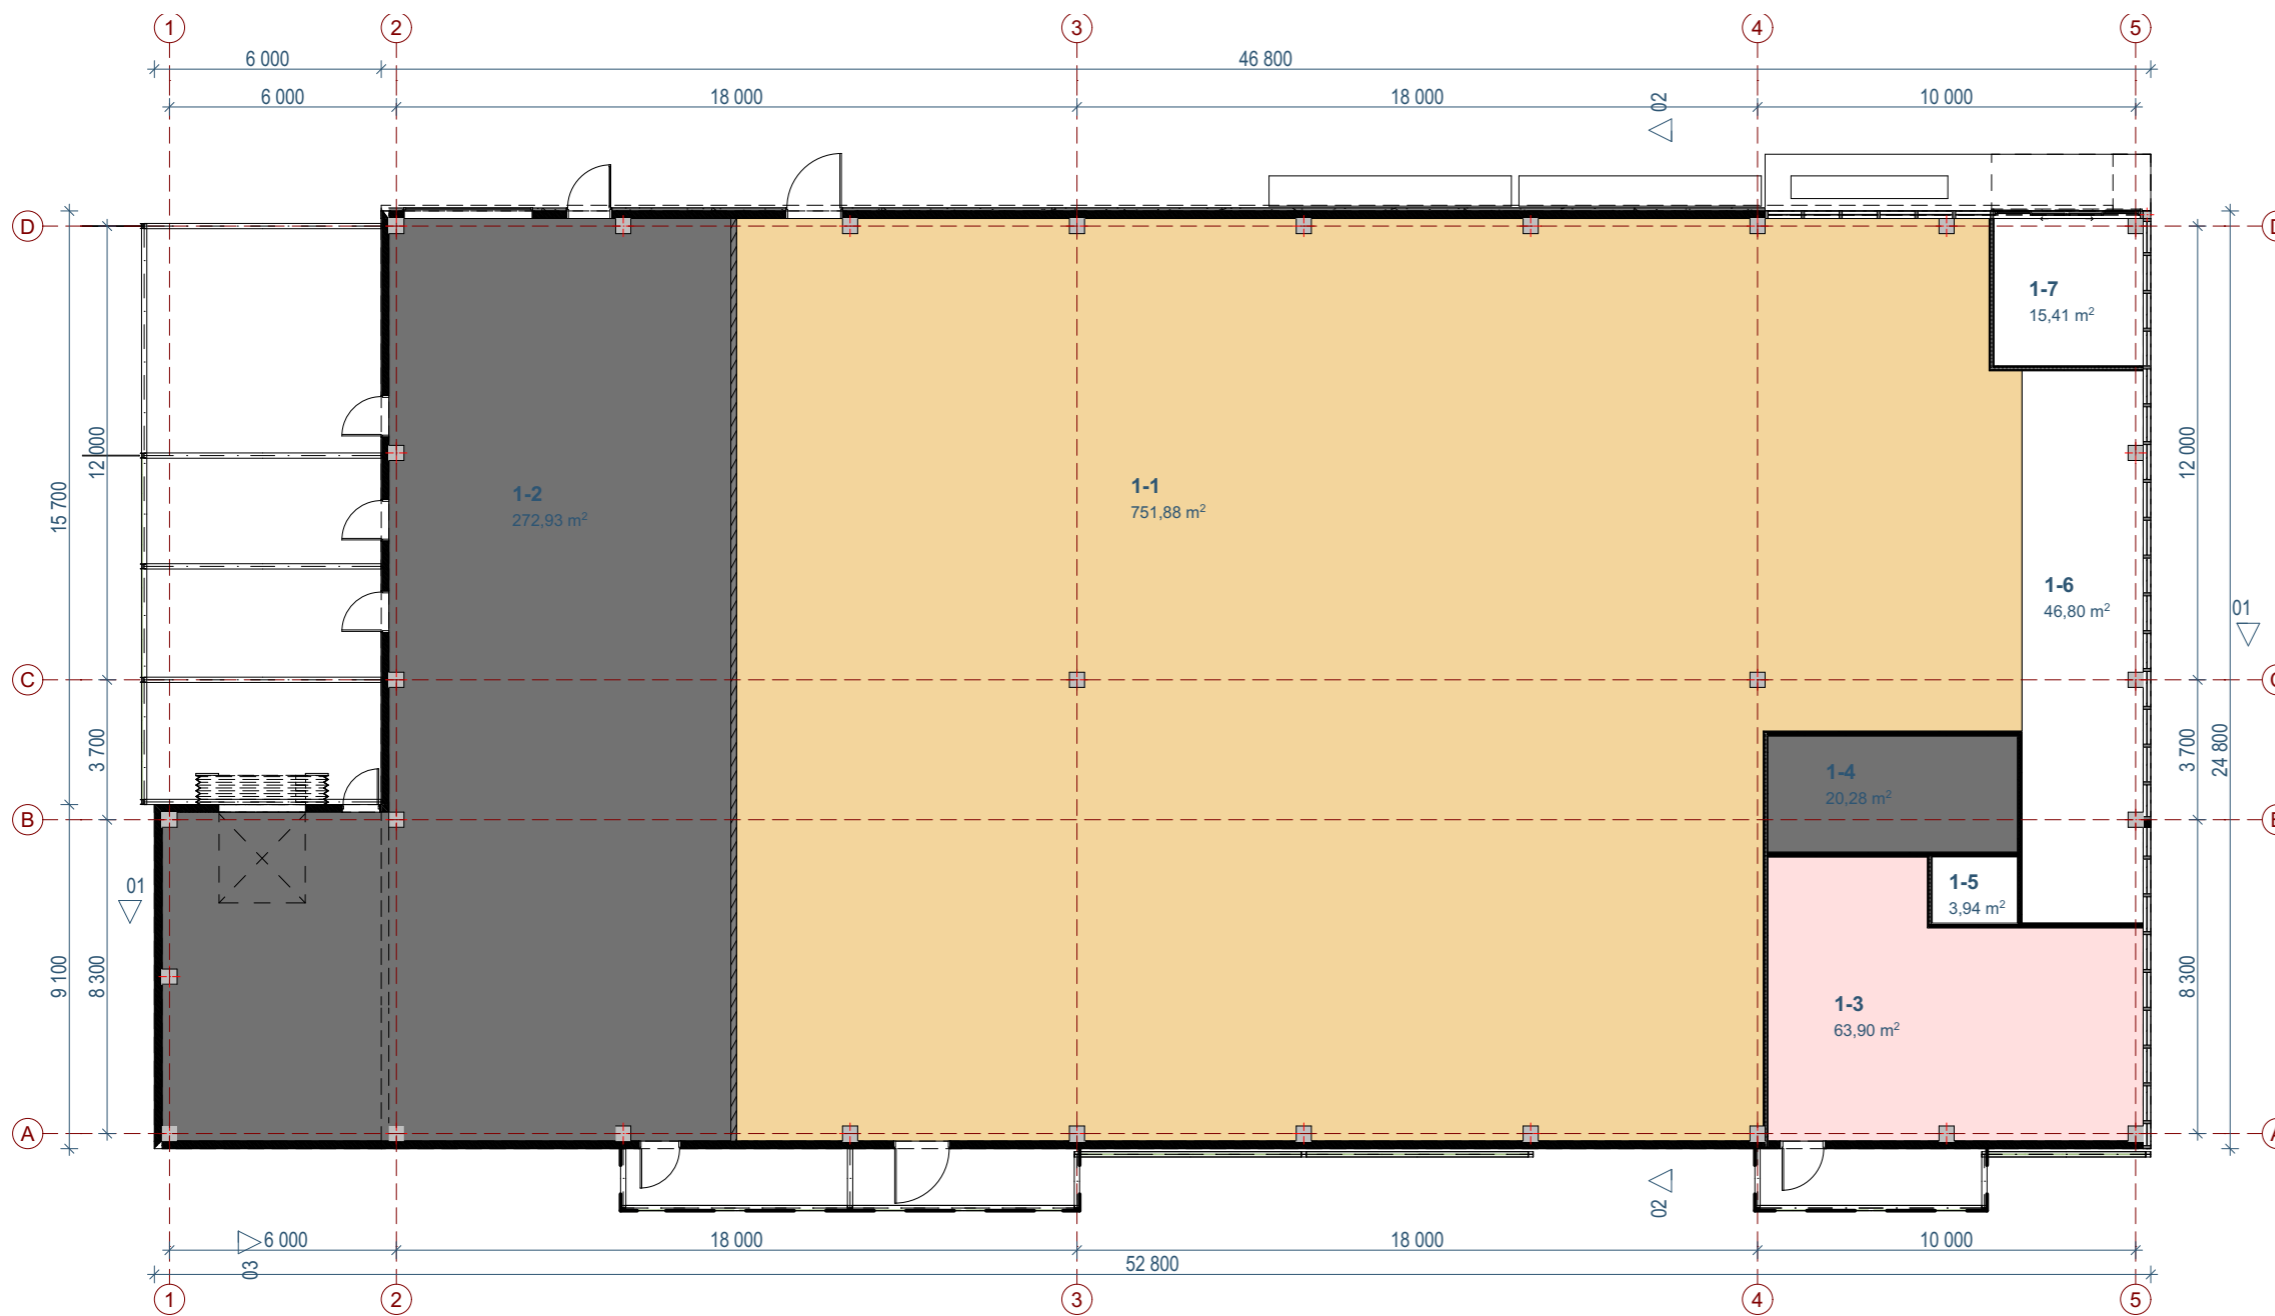 1 2 3 4 5
6 000 46 800
6 000 18 000 18 000 10 000
02
D D
1-7
15,41 m²
12 000 12 000
15 700
1-2 1-1
272,93 m² 751,88 m²
1-6
46,80 m²
01
C C
3 700 3 700
24 800
1-4
20,28 m²
B B
01
1-5
3,94 m²
9 100 8 300 8 300
1-3
63,90 m²
A A
02
6 000 18 000 18 000 10 000
03
52 800
1 2 3 4 5